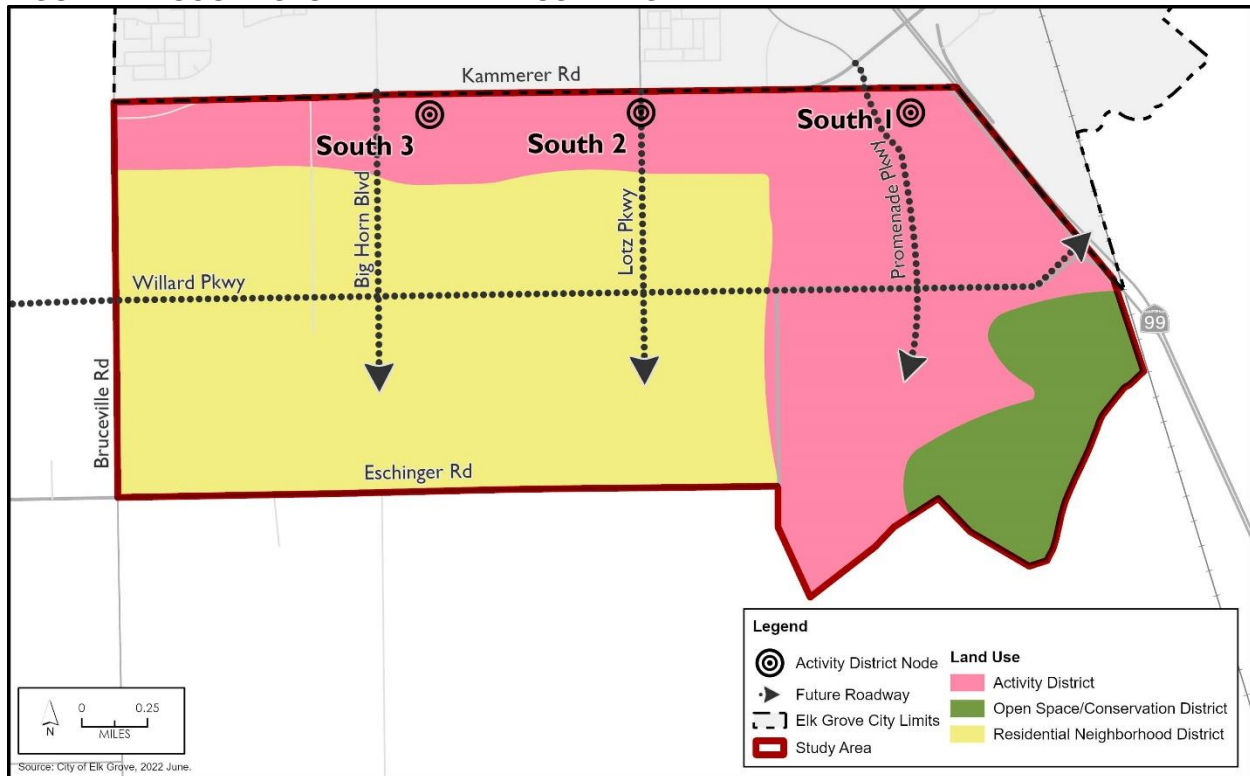 Kammerer Rd
South 1
South 2
South 3
Big Horn Blvd
Lotz Pkwy
Promenade Pkwy
Willard Pkwy
99
Bruceville Rd
Eschinger Rd
Legend
Activity District Node
Future Roadway
Elk Grove City Limits
Study Area
Land Use
Activity District
Open Space/Conservation District
Residential Neighborhood District
N
0 0.25
MILES
Source: City of Elk Grove, 2022 June.